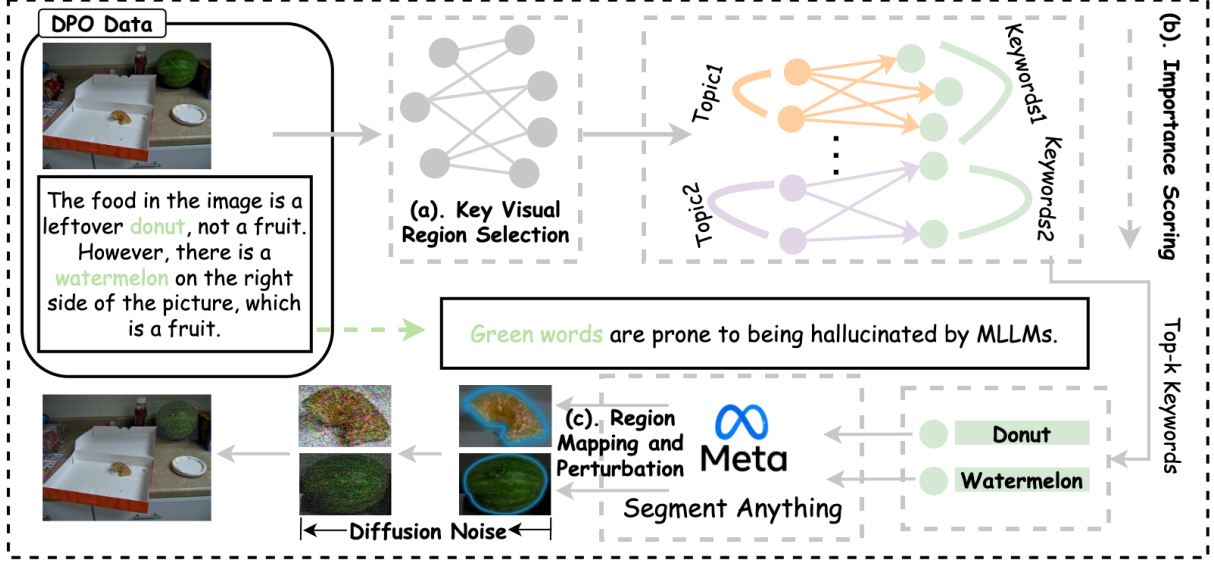 DPO Data
The food in the image is a
leftover donut, not a fruit.
However, there is a
watermelon on the right
side of the picture, which
is a fruit.
(a). Key Visual
Region Selection
Topic1
Keywords1
Topic2
Keywords2
(b). Importance Scoring
Green words are prone to being hallucinated by MLLMs.
Top-k Keywords
Donut
Watermelon
Meta
Segment Anything
(c). Region
Mapping and
Perturbation
Diffusion Noise